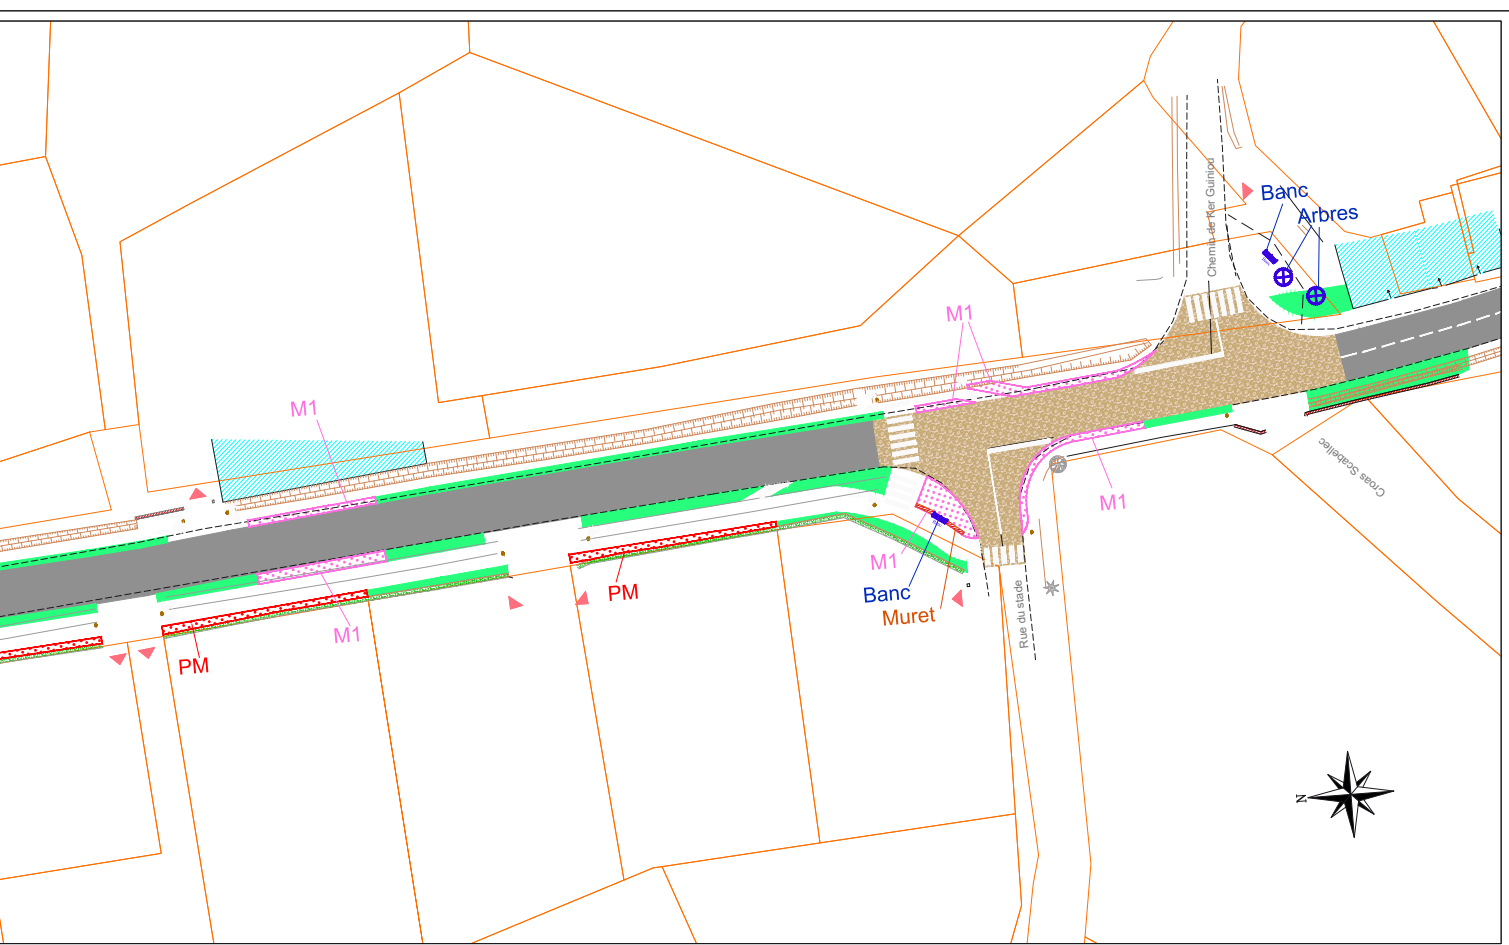 Chemin de Ker Guiniou
Banc
Arbres
M1
M1
Croas Scabellec
M1
M1
Banc
PM
Muret
Rue du stade
M1
PM
N